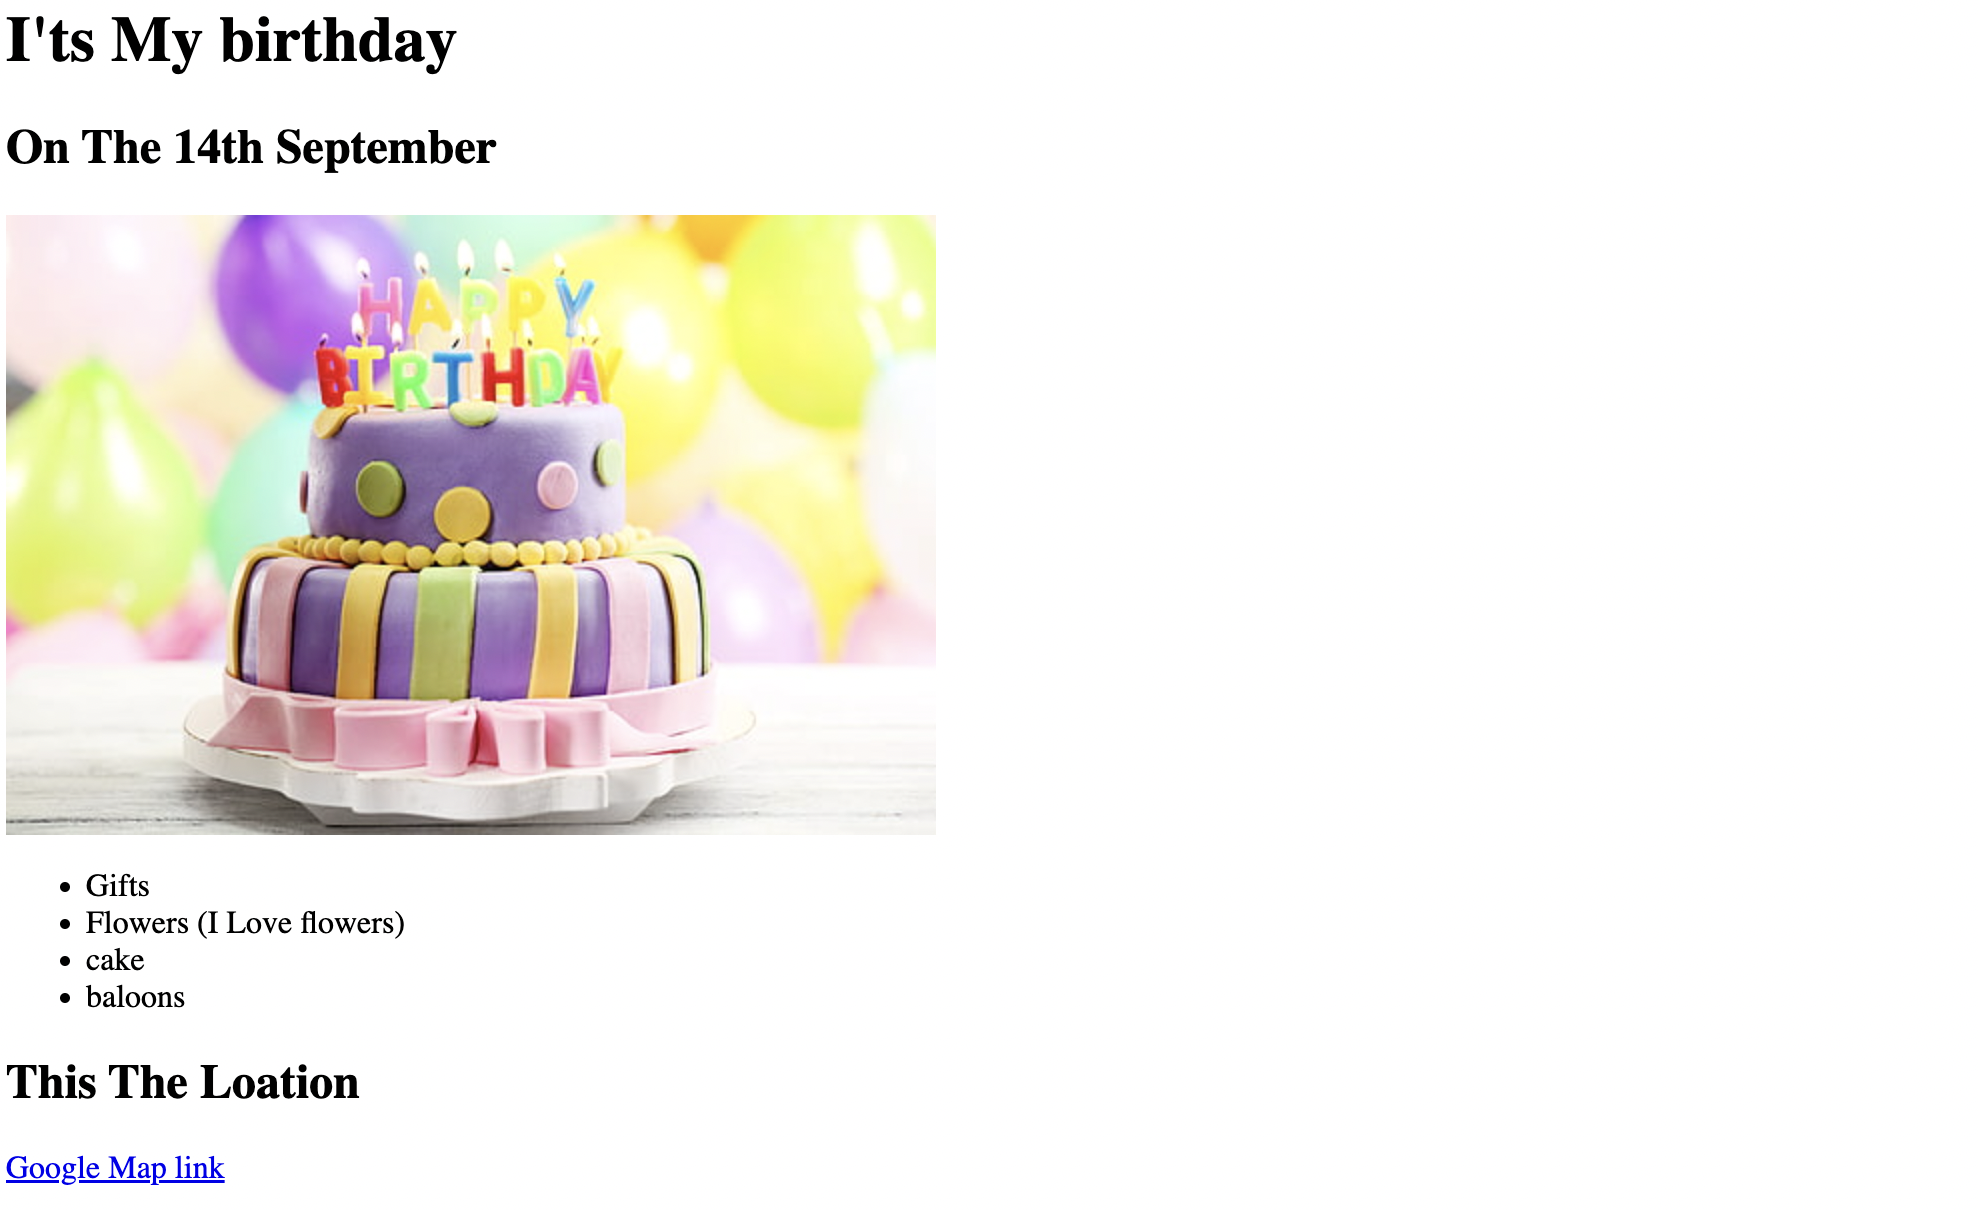 I'ts My birthday
On The 14th September
HAPPY
BIRTHDAY
Gifts
Flowers (I Love flowers)
cake
baloons
This The Loation
Google Map link